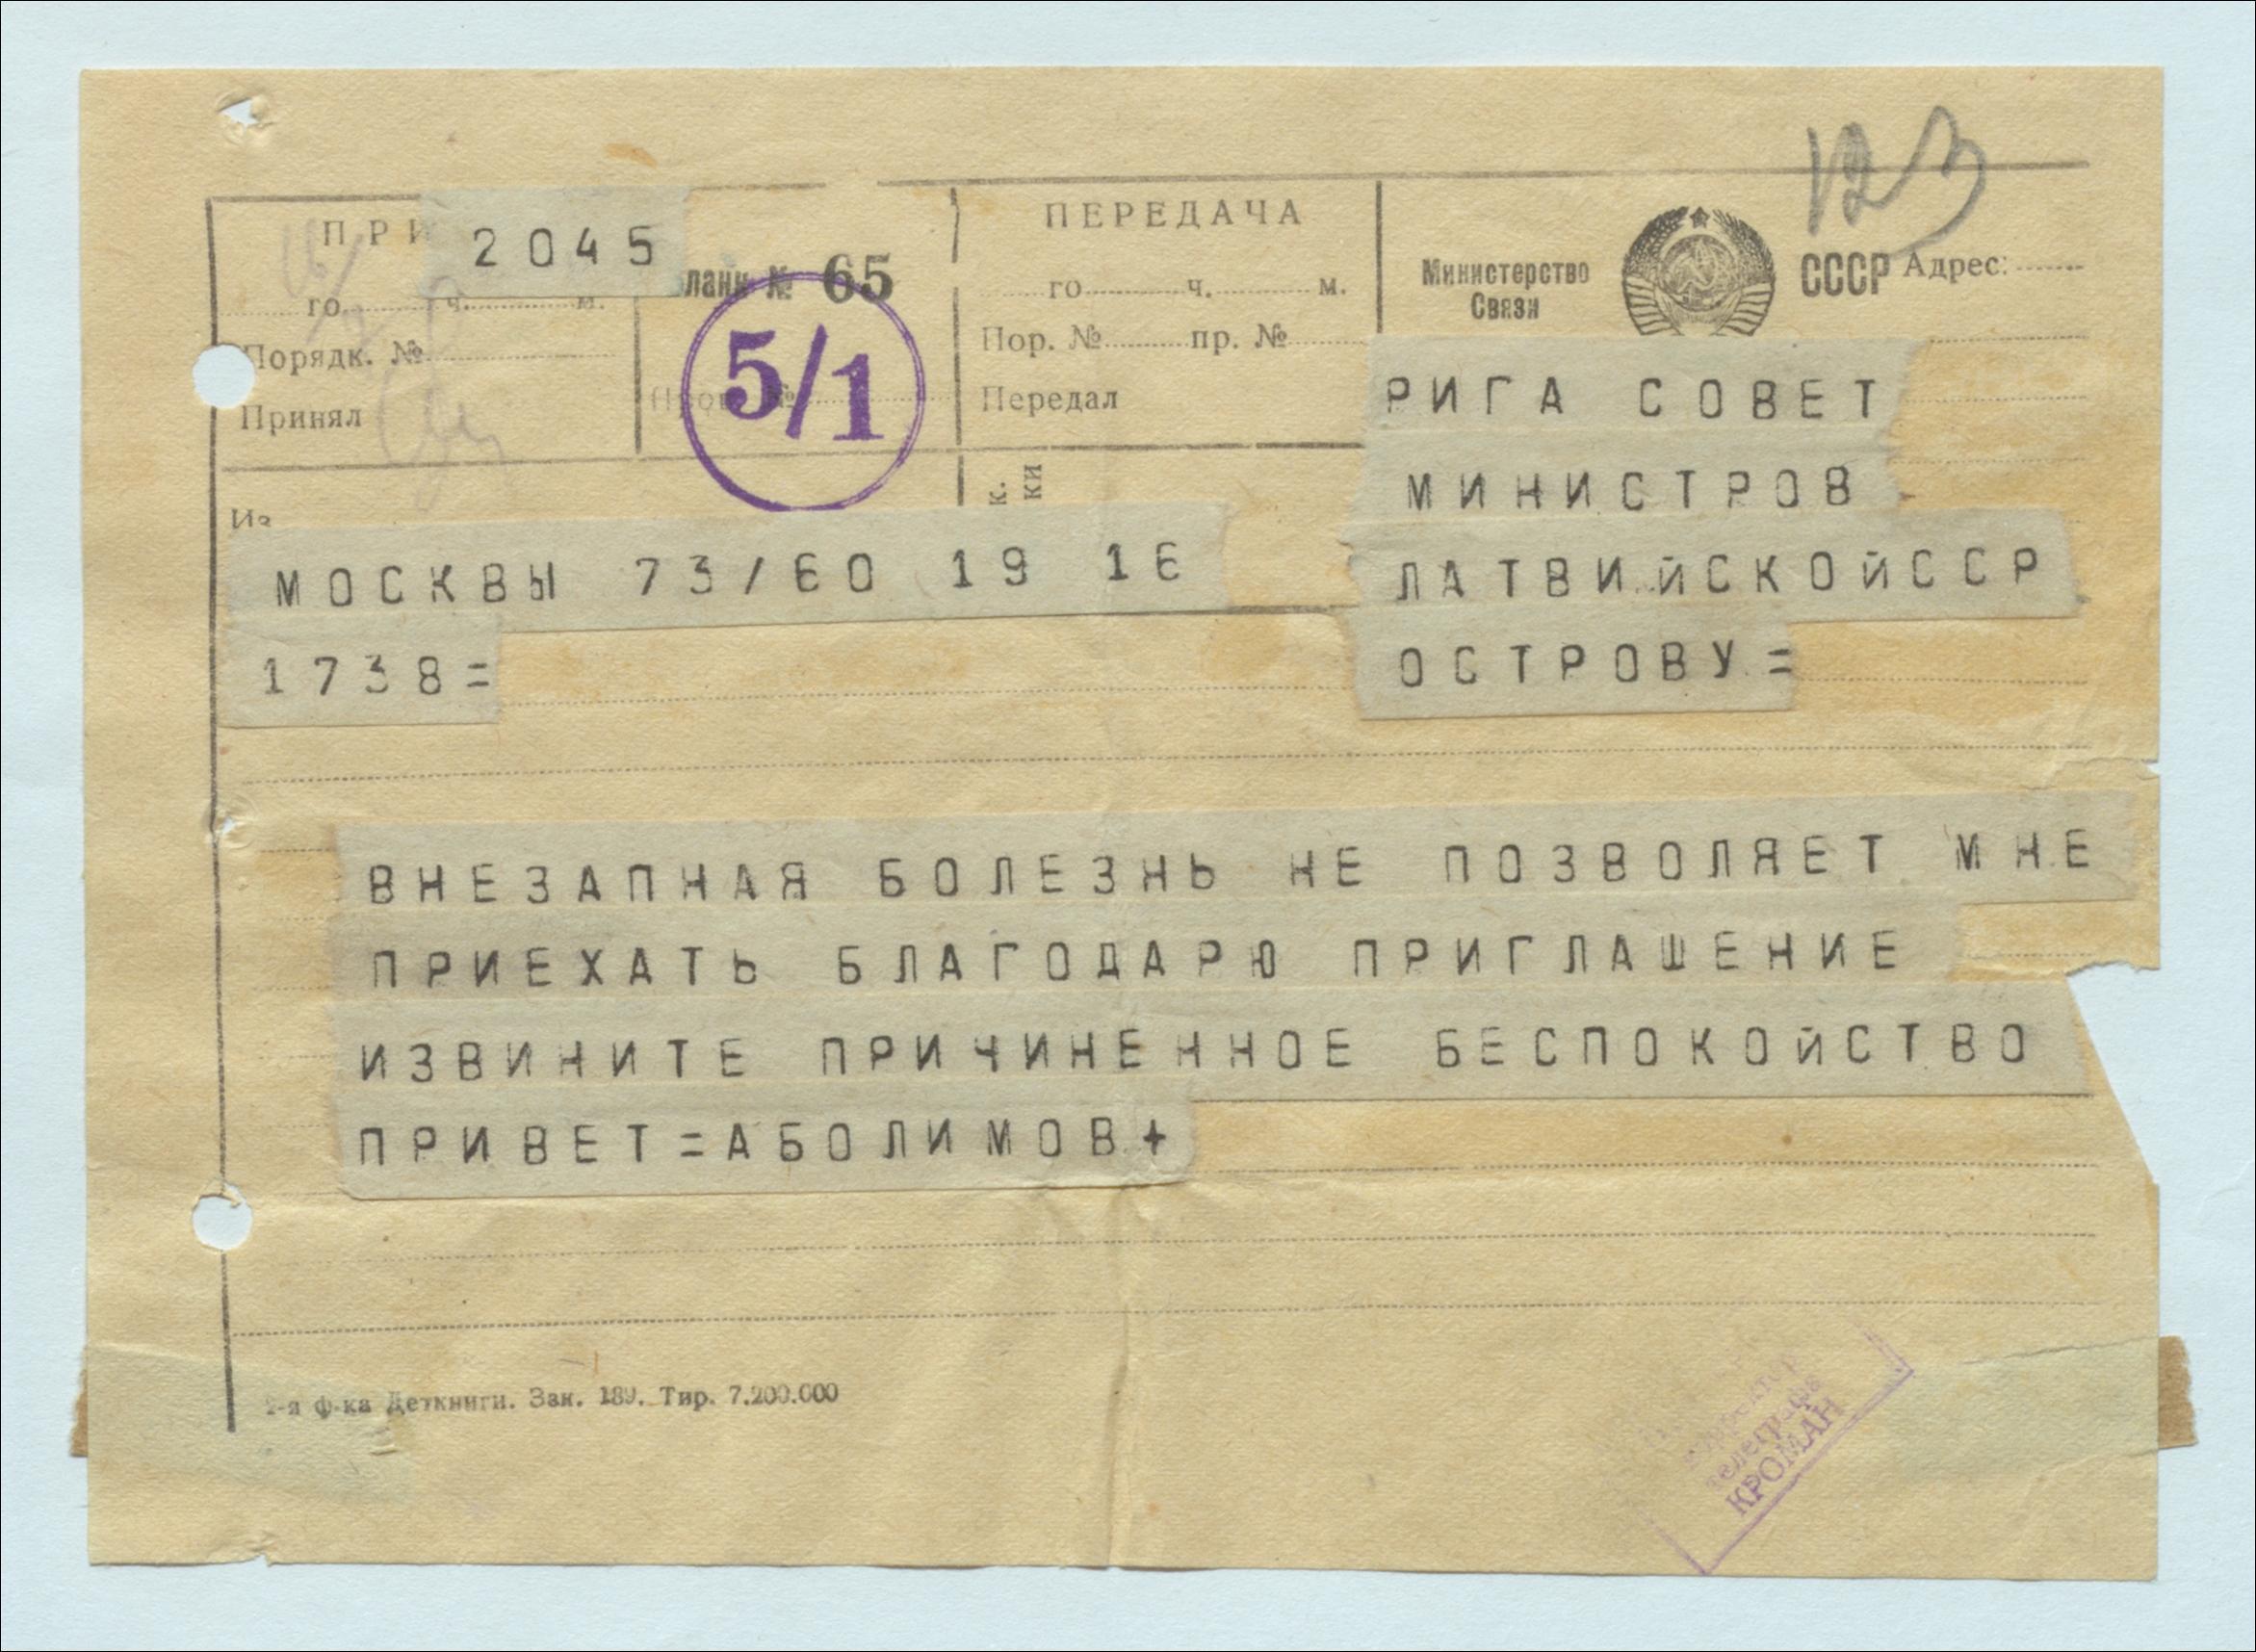 123
ПРИ
2045
го ч. м.
Порядк. №
Принял
ланк № 65
5/1
ПЕРЕДАЧА
го ч. м.
Пор. № пр. №
Передал
Министерство
Связи
СССР Адрес:
к.
ки
РИГА СОВЕТ
МИНИСТРОВ
ЛАТВИЙСКОЙССР
ОСТРОВУ=
Из
МОСКВЫ 73/60 19 16
1738=
ВНЕЗАПНАЯ БОЛЕЗНЬ НЕ ПОЗВОЛЯЕТ МНЕ
ПРИЕХАТЬ БЛАГОДАРЮ ПРИГЛАШЕНИЕ
ИЗВИНИТЕ ПРИЧИНЕННОЕ БЕСПОКОЙСТВО
ПРИВЕТ=АБОЛИМОВ+
2-я ф-ка Деткниги. Зак. 189. Тир. 7.200.000
телеграфа
КРОМАН